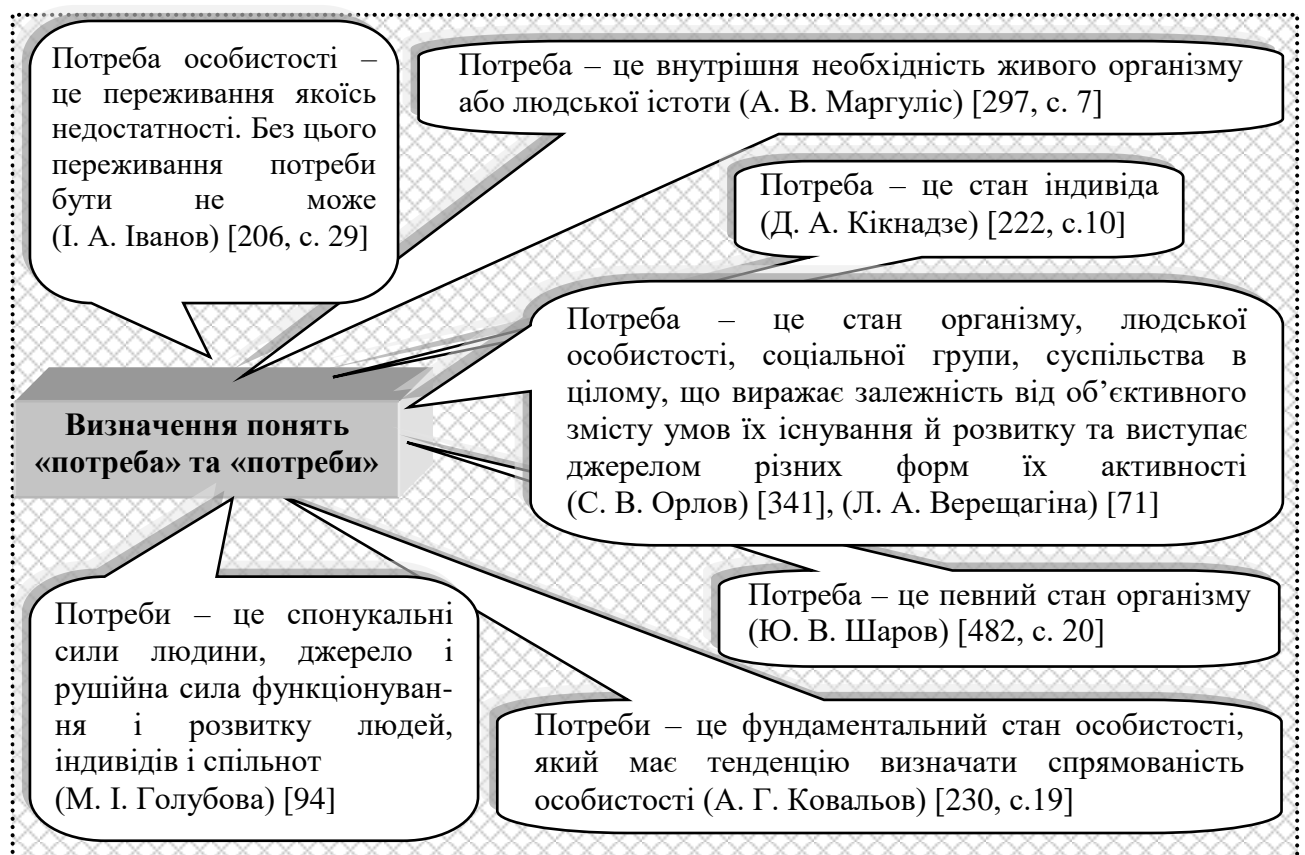 Потреба особистості –
це переживання якоїсь
недостатності. Без цього
переживання потреби
бути не може
(І. А. Іванов) [206, с. 29]
Потреба – це внутрішня необхідність живого організму
або людської істоти (А. В. Маргуліс) [297, с. 7]
Потреба – це стан індивіда
(Д. А. Кікнадзе) [222, с.10]
Потреба – це стан організму, людської
особистості, соціальної групи, суспільства в
цілому, що виражає залежність від об’єктивного
змісту умов їх існування й розвитку та виступає
джерелом різних форм їх активності
(С. В. Орлов) [341], (Л. А. Верещагіна) [71]
Визначення понять
«потреба» та «потреби»
Потреба – це певний стан організму
(Ю. В. Шаров) [482, с. 20]
Потреби – це спонукальні
сили людини, джерело і
рушійна сила функціонуван-
ня і розвитку людей,
індивідів і спільнот
(М. І. Голубова) [94]
Потреби – це фундаментальний стан особистості,
який має тенденцію визначати спрямованість
особистості (А. Г. Ковальов) [230, с.19]